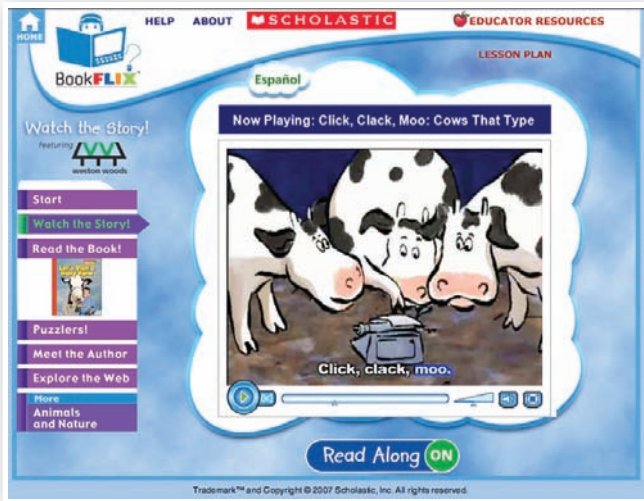 HOME
HELP
ABOUT
SCHOLASTIC
EDUCATOR RESOURCES
BookFLIX
LESSON PLAN
Español
Watch the Story!
featuring
weston woods
Now Playing: Click, Clack, Moo: Cows That Type
Start
Watch the Story!
Read the Book!
Puzzlers!
Meet the Author
Explore the Web
More
Animals
and Nature
Click, clack, moo.
Read Along ON
Trademark™ and Copyright © 2007 Scholastic, Inc. All rights reserved.